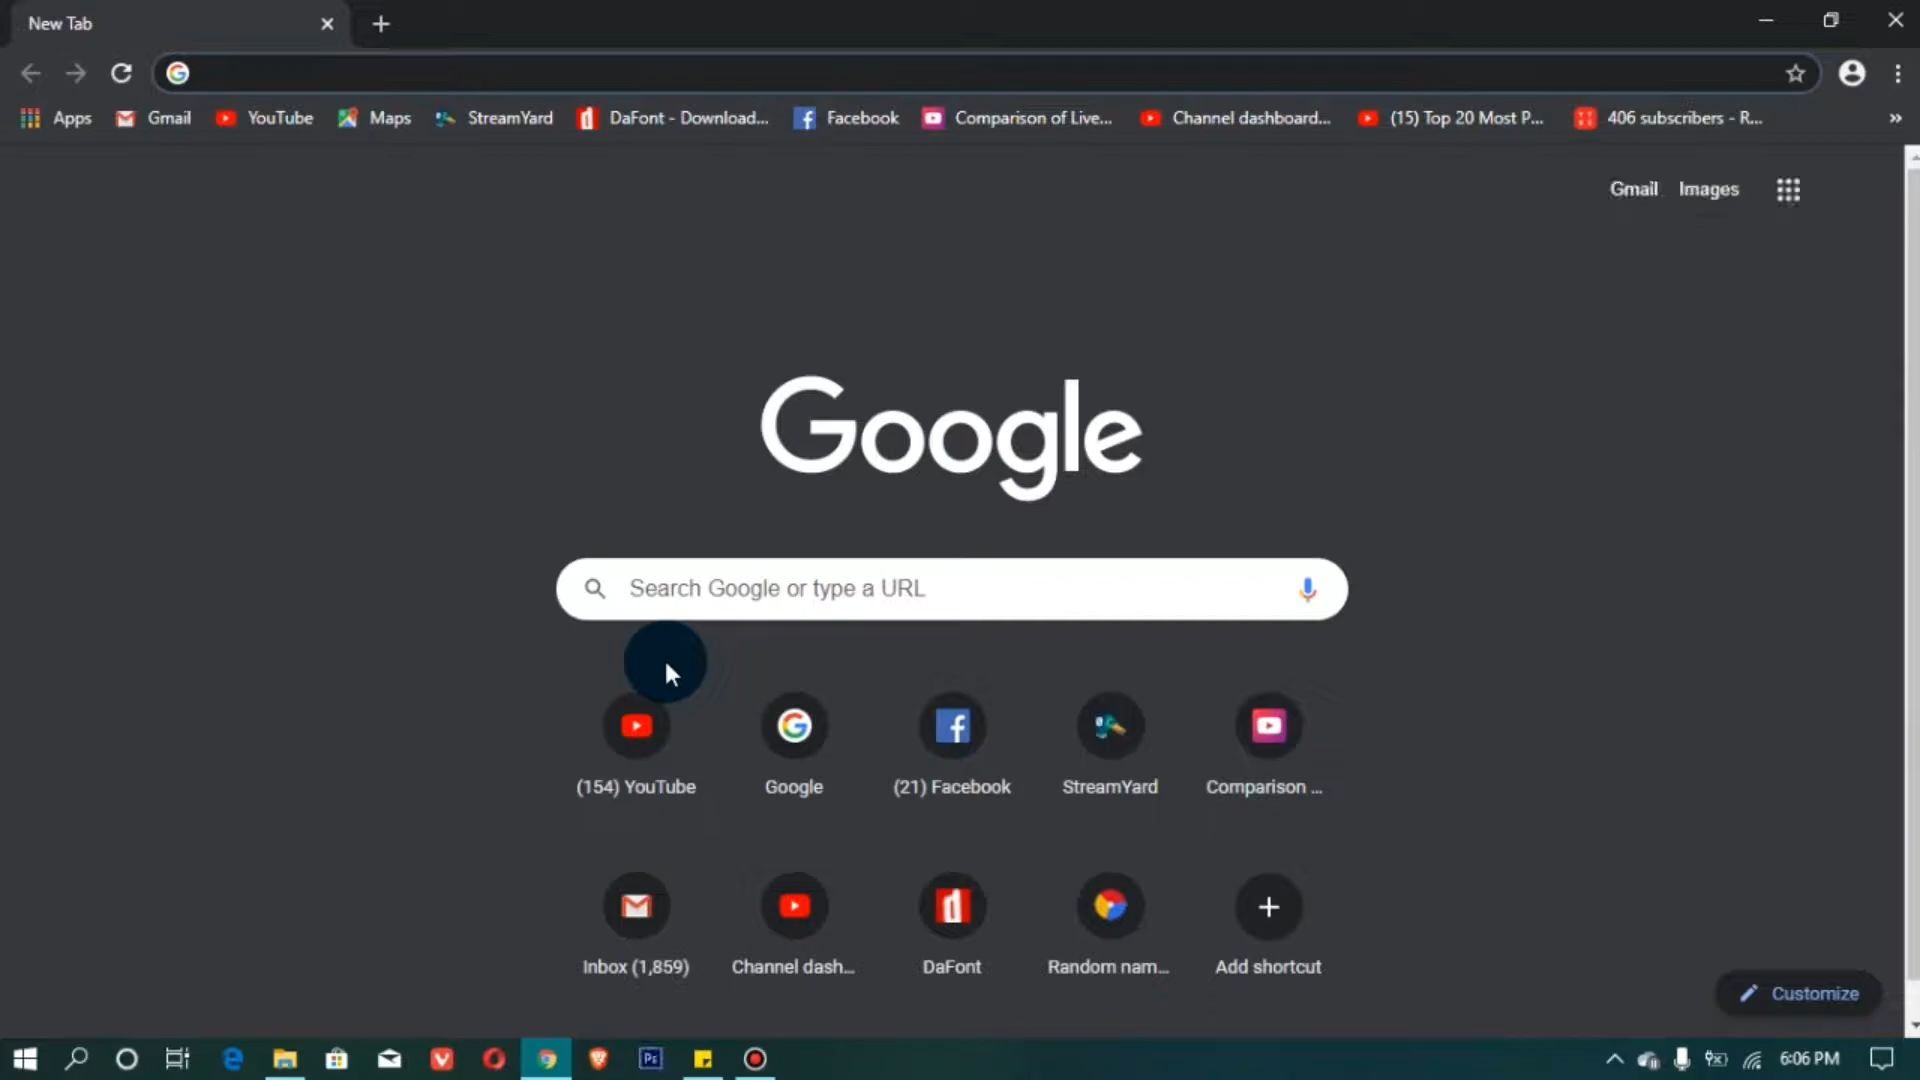 New Tab
Apps Gmail YouTube Maps StreamYard DaFont - Download... Facebook Comparison of Live... Channel dashboard... (15) Top 20 Most P... 406 subscribers - R... »
Gmail Images
Google
Search Google or type a URL
(154) YouTube Google (21) Facebook StreamYard Comparison ...
Inbox (1,859) Channel dash... DaFont Random nam... Add shortcut
Customize
Ps 6:06 PM